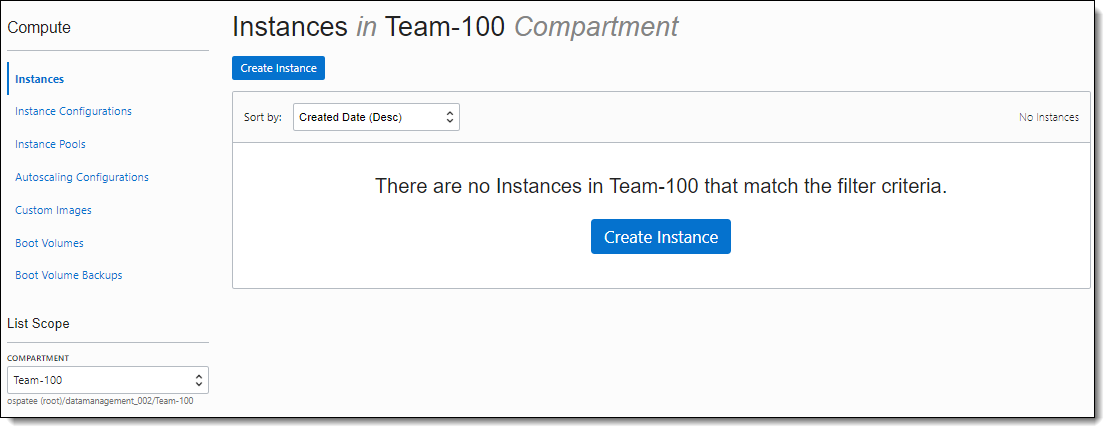 Compute
Instances
Instance Configurations
Instance Pools
Autoscaling Configurations
Custom Images
Boot Volumes
Boot Volume Backups
List Scope
COMPARTMENT
Team-100
ospatee (root)/datamanagement_002/Team-100
Instances in Team-100 Compartment
Create Instance
Sort by: Created Date (Desc) No Instances
There are no Instances in Team-100 that match the filter criteria.
Create Instance